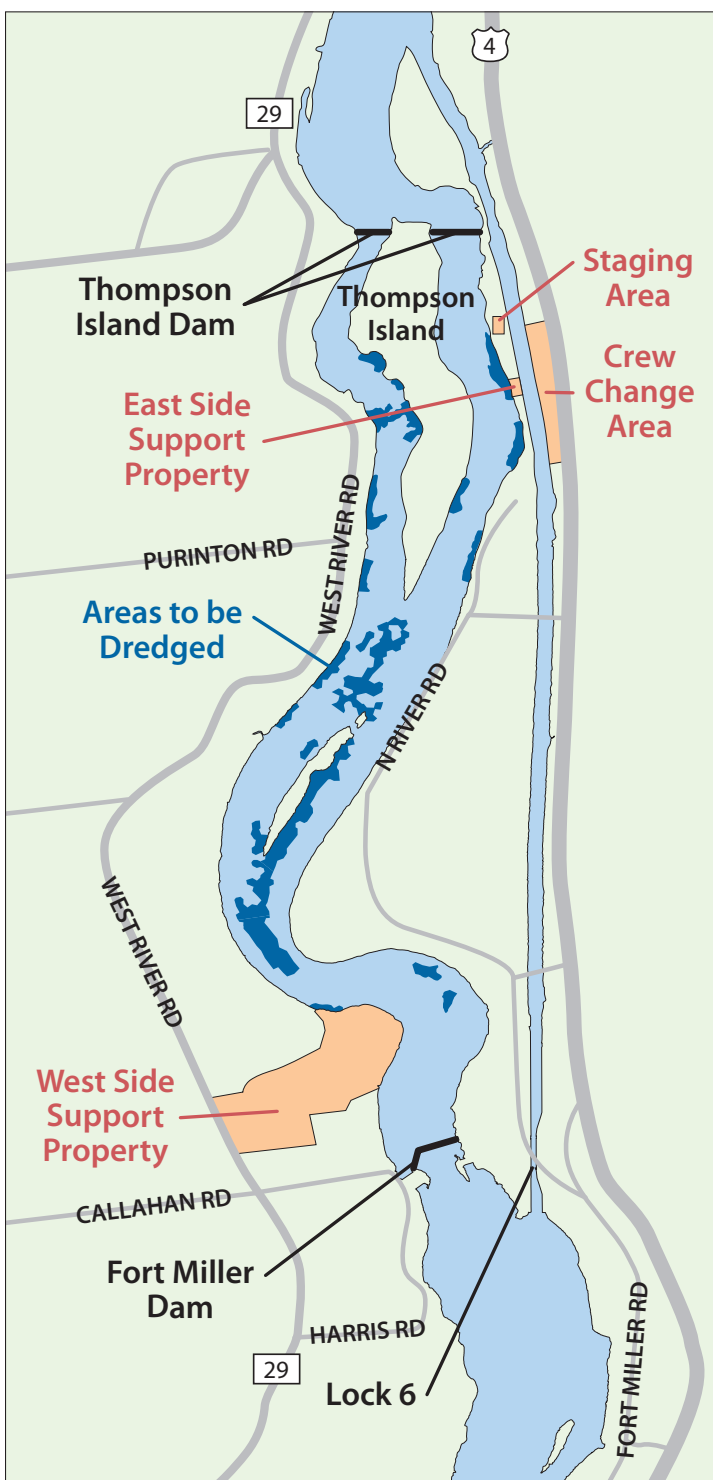 4
29
Thompson
Island Dam
Thompson
Island
Staging
Area
Crew
Change
Area
East Side
Support
Property
WEST RIVER RD
PURINTON RD
Areas to be
Dredged
N RIVER RD
WEST RIVER RD
West Side
Support
Property
CALLAHAN RD
Fort Miller
Dam
HARRIS RD
29
Lock 6
FORT MILLER RD